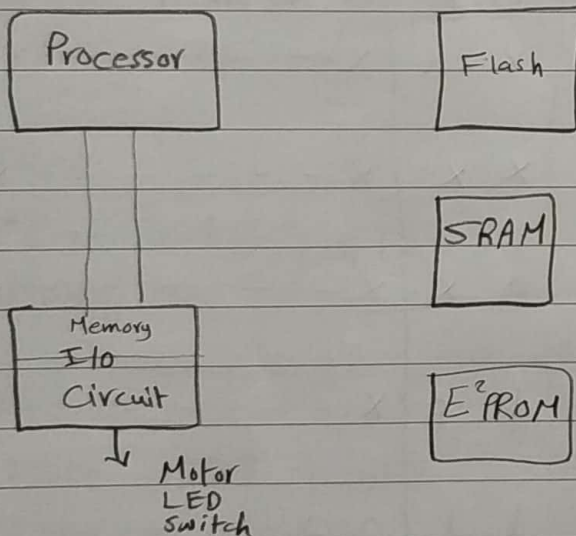 Processor
Flash
SRAM
Memory
I/o
Circuit
E²PROM
Motor
LED
switch